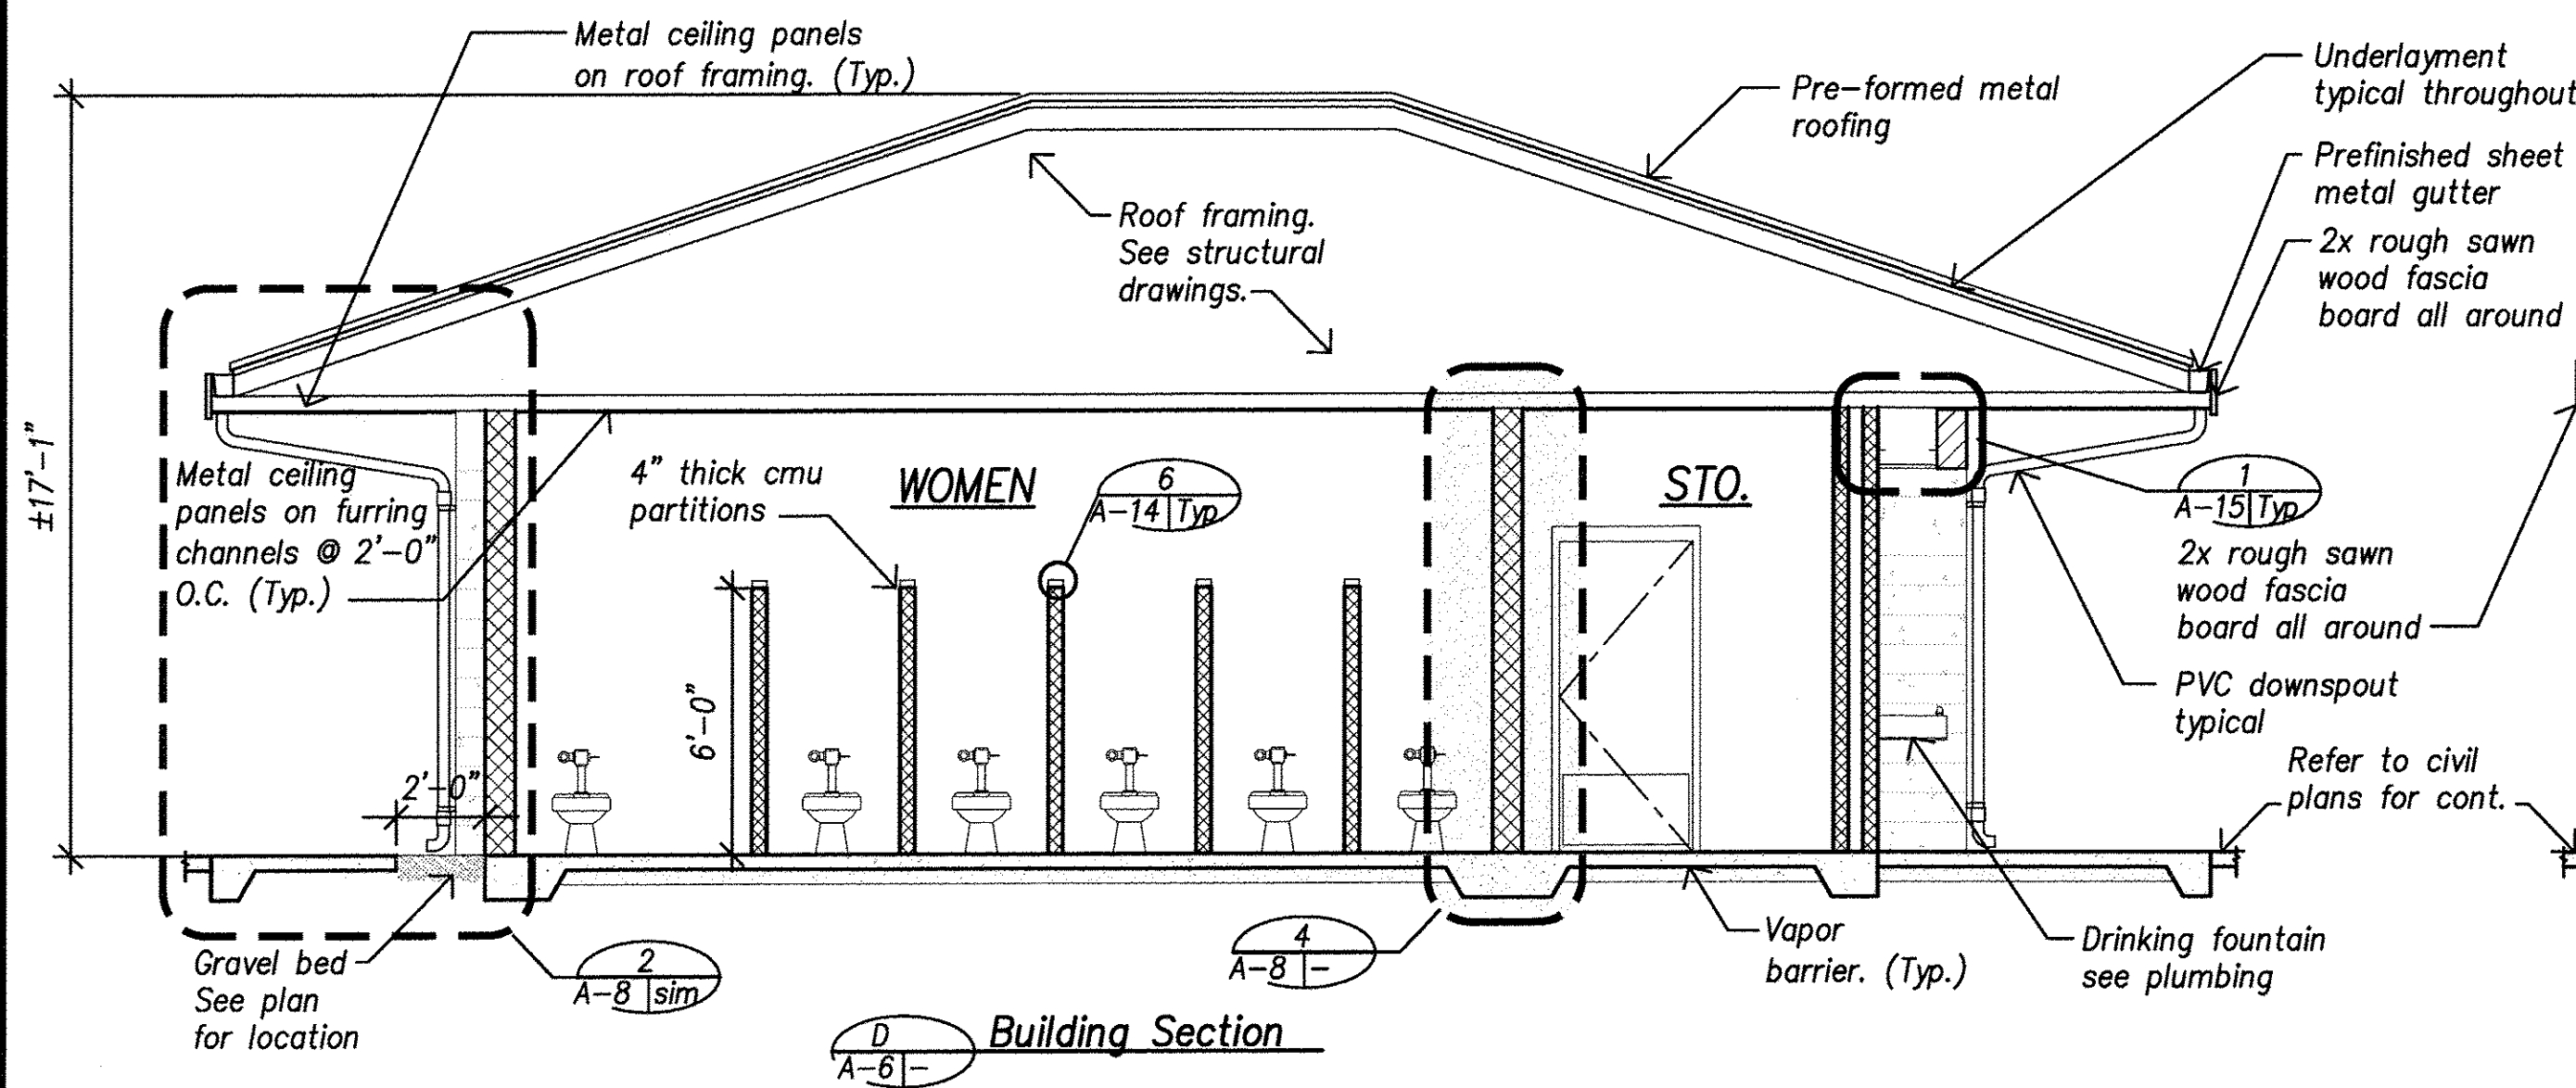 Metal ceiling panels
on roof framing. (Typ.)
Underlayment
typical throughout
Pre-formed metal
roofing
Prefinished sheet
metal gutter
Roof framing.
See structural
drawings.
2x rough sawn
wood fascia
board all around
±17'-1"
Metal ceiling
panels on furring
channels @ 2'-0"
O.C. (Typ.)
4" thick cmu
partitions
WOMEN
6
A-14 Typ
STO.
1
A-15 Typ
2x rough sawn
wood fascia
board all around
6'-0"
PVC downspout
typical
2'-0"
Refer to civil
plans for cont.
Gravel bed
See plan
for location
2
A-8 sim
4
A-8 -
Vapor
barrier. (Typ.)
Drinking fountain
see plumbing
D
A-6 -
Building Section